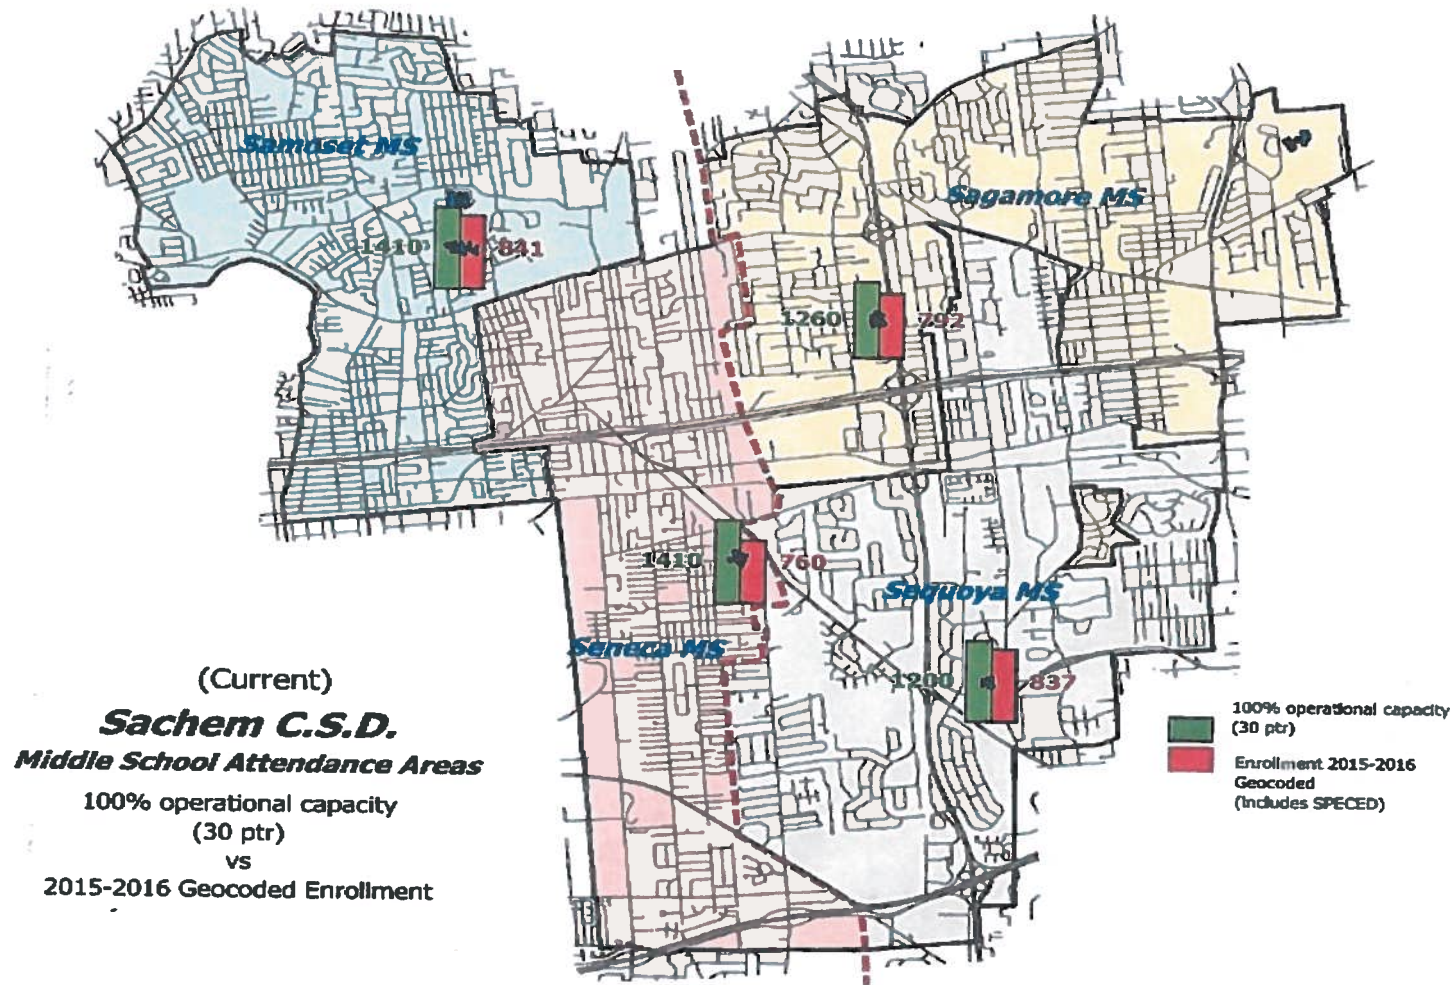 Samoset MS
Sagamore MS
1410
841
1260
792
1410
760
Sequoya MS
Seneca MS
1200
837
(Current)
Sachem C.S.D.
Middle School Attendance Areas
100% operational capacity
(30 ptr)
vs
2015-2016 Geocoded Enrollment
100% operational capacity
(30 ptr)
Enrollment 2015-2016
Geocoded
(Includes SPECED)